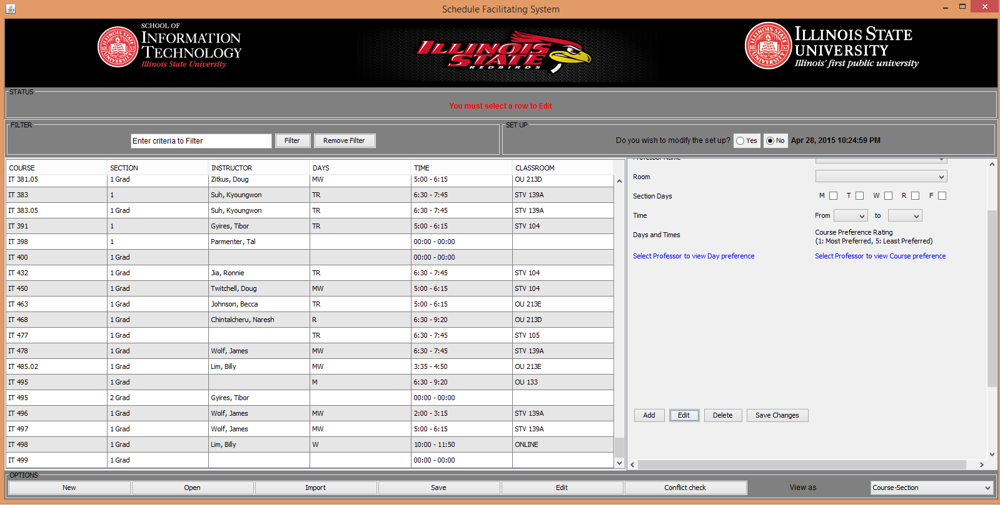 Schedule Facilitating System
SCHOOL OF
INFORMATION
TECHNOLOGY
Illinois State University
ILLINOIS STATE
REDBIRDS
ILLINOIS STATE
UNIVERSITY
Illinois' first public university
STATUS
You must select a row to Edit
FILTER
Enter criteria to Filter Filter Remove Filter
SET UP
Do you wish to modify the set up? Yes No Apr 28, 2015 10:24:59 PM
COURSE SECTION INSTRUCTOR DAYS TIME CLASSROOM
IT 381.05 1 Grad Zitkus, Doug MW 5:00 - 6:15 OU 213D
IT 383 1 Suh, Kyoungwon TR 6:30 - 7:45 STV 139A
IT 383.05 1 Grad Suh, Kyoungwon TR 6:30 - 7:45 STV 139A
IT 391 1 Gyires, Tibor TR 5:00 - 6:15 STV 104
IT 398 1 Parmenter, Tal 00:00 - 00:00
IT 400 1 Grad 00:00 - 00:00
IT 432 1 Grad Jia, Ronnie TR 6:30 - 7:45 STV 104
IT 450 1 Grad Twitchell, Doug MW 5:00 - 6:15 STV 104
IT 463 1 Grad Johnson, Becca TR 5:00 - 6:15 OU 213E
IT 468 1 Grad Chintalcheru, Naresh R 6:30 - 9:20 OU 213D
IT 477 1 Grad TR 6:30 - 7:45 STV 105
IT 478 1 Grad Wolf, James MW 6:30 - 7:45 STV 139A
IT 485.02 1 Grad Lim, Billy MW 3:35 - 4:50 OU 213E
IT 495 1 Grad M 6:30 - 9:20 OU 133
IT 495 2 Grad Gyires, Tibor 00:00 - 00:00
IT 496 1 Grad Wolf, James MW 2:00 - 3:15 STV 139A
IT 497 1 Grad Wolf, James MW 5:00 - 6:15 STV 139A
IT 498 1 Grad Lim, Billy W 10:00 - 11:50 ONLINE
IT 499 1 Grad 00:00 - 00:00
Professor Name
Room
Section Days M T W R F
Time From to
Days and Times Course Preference Rating
(1: Most Preferred, 5: Least Preferred)
Select Professor to view Day preference Select Professor to view Course preference
Add Edit Delete Save Changes
OPTIONS
New Open Import Save Edit Conflict check View as Course-Section